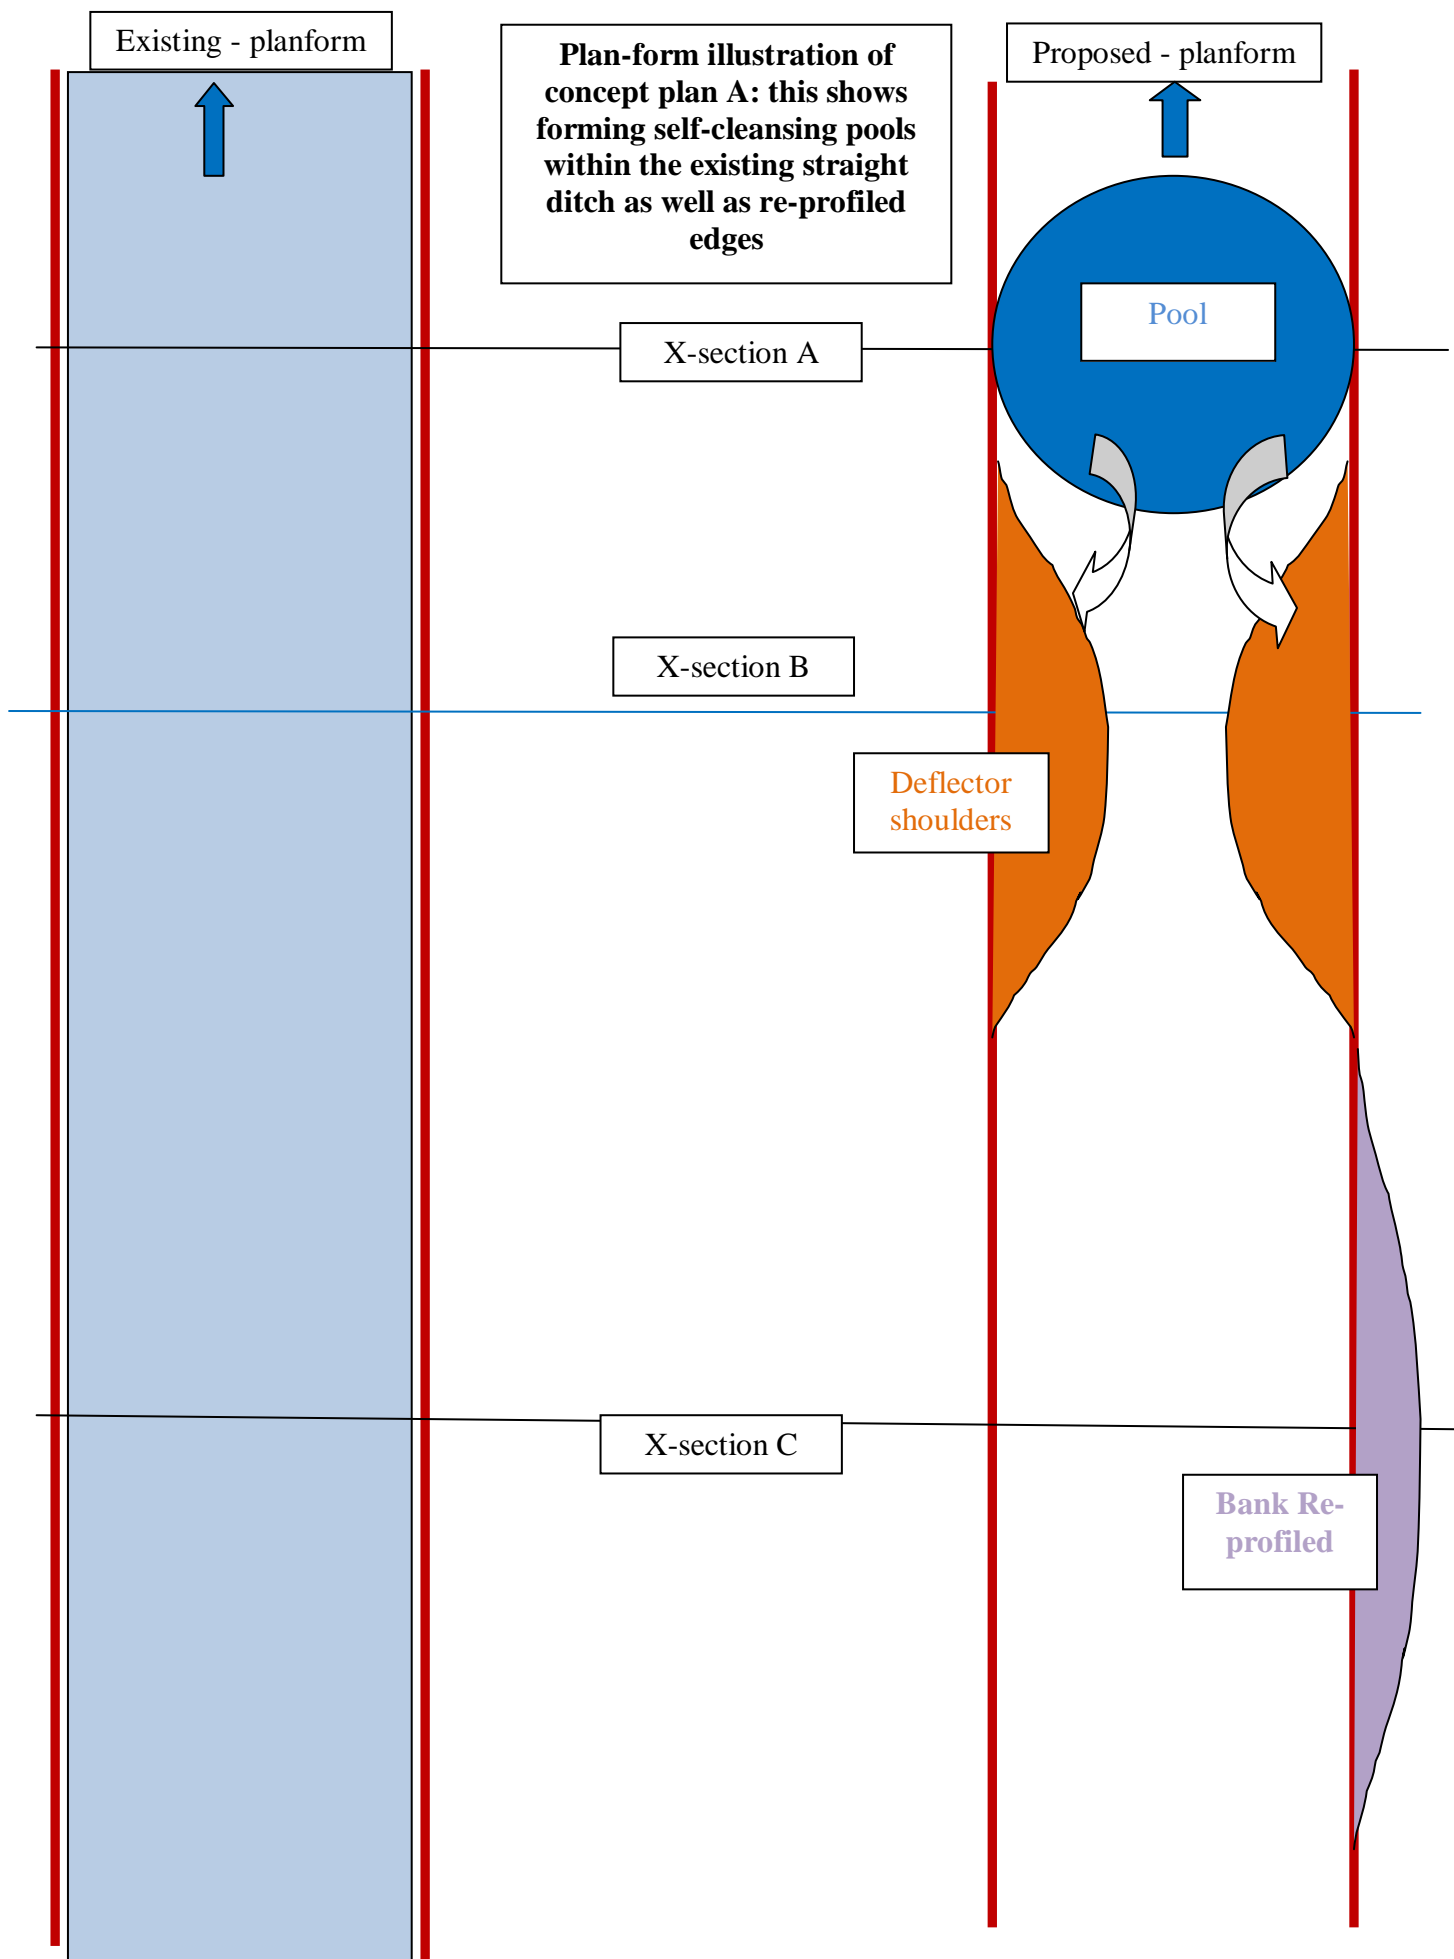 Existing - planform
Plan-form illustration of
concept plan A: this shows
forming self-cleansing pools
within the existing straight
ditch as well as re-profiled
edges
Proposed - planform
Pool
X-section A
X-section B
Deflector
shoulders
X-section C
Bank Re-
profiled